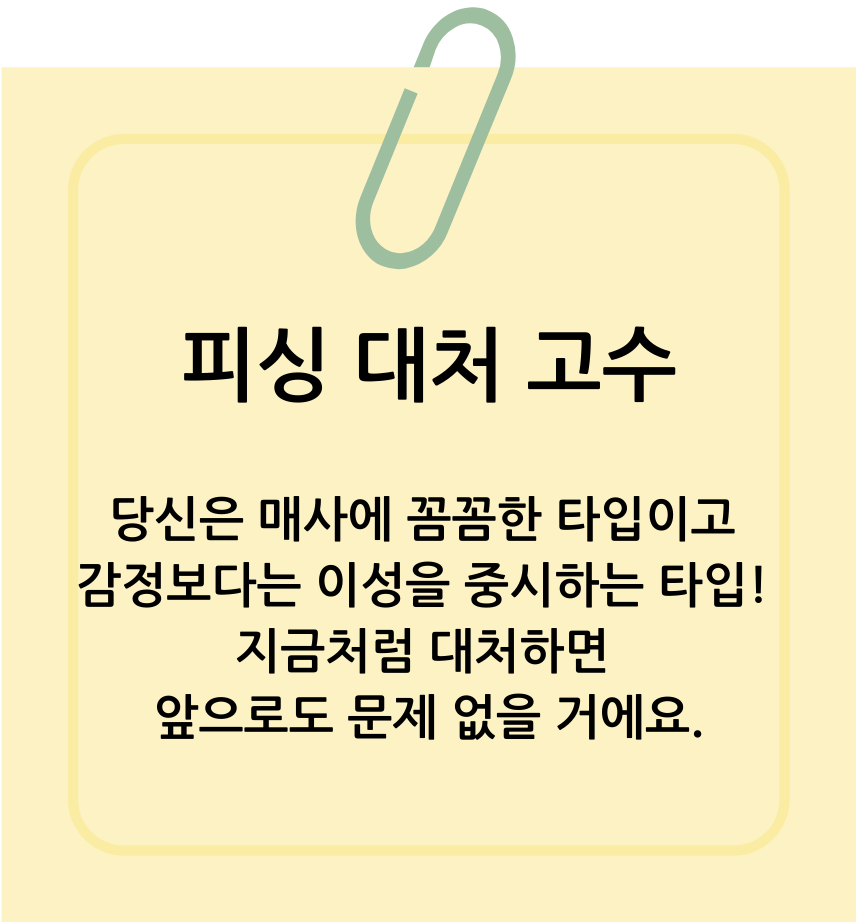 피싱 대처 고수
당신은 매사에 꼼꼼한 타입이고
감정보다는 이성을 중시하는 타입!
지금처럼 대처하면
앞으로도 문제 없을 거에요.